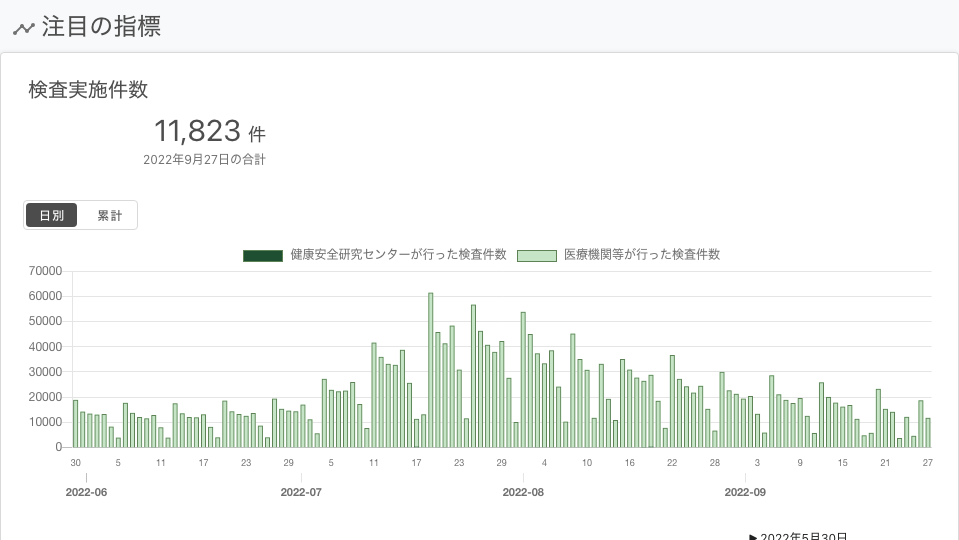 注目の指標
検査実施件数
11,823 件
2022年9月27日の合計
日別 累計
健康安全研究センターが行った検査件数 医療機関等が行った検査件数
70000
60000
50000
40000
30000
20000
10000
0
30 5 11 17 23 29 5 11 17 23 29 4 10 16 22 28 3 9 15 21 27
2022-06 2022-07 2022-08 2022-09
▶ 2022年5月30日